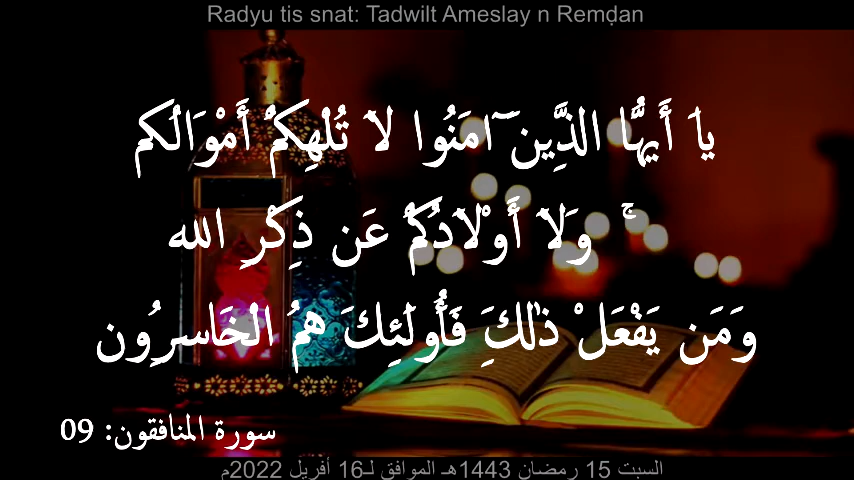 Radyu tis snat: Tadwilt Ameslay n Remḍan
يَا أَيُّهَا الذَّيِنَ آمَنُوا لَا تُلْهِكُمْ أَمْوَالُكُم
وَلَا أَوْلَادُكُمْ عَن ذِكْرِ الله ۚ
وَمَن يَفْعَلْ ذَٰلِكَ فَأُولَٰئِكَ هُمُ الْخَاسِرُون
سورة المنافقون: 09
السبت 15 رمضان 1443هـ الموافق لـ16 أفريل 2022م